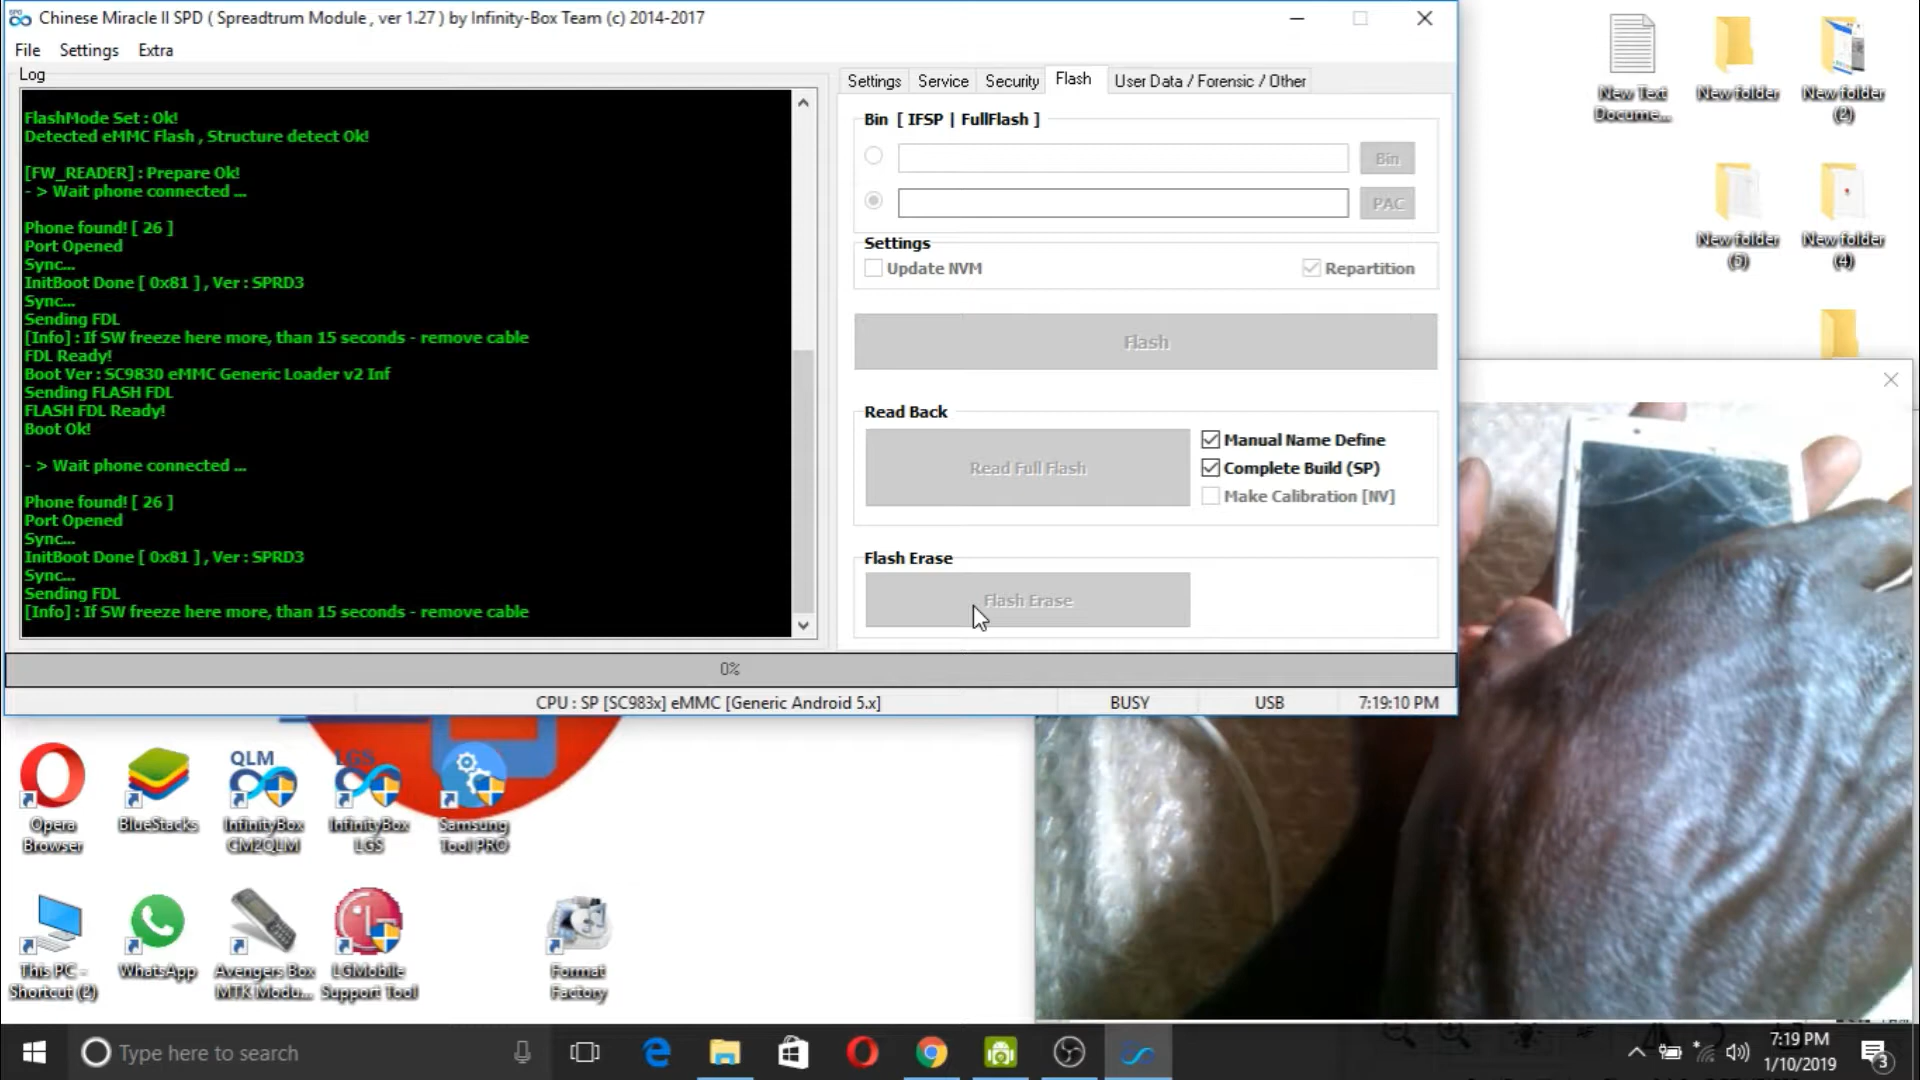 Chinese Miracle II SPD ( Spreadtrum Module , ver 1.27 ) by Infinity-Box Team (c) 2014-2017
File Settings Extra
Log
FlashMode Set : Ok!
Detected eMMC Flash , Structure detect Ok!
[FW_READER] : Prepare Ok!
- > Wait phone connected ...
Phone found! [ 26 ]
Port Opened
Sync...
InitBoot Done [ 0x81 ] , Ver : SPRD3
Sync...
Sending FDL
[Info] : If SW freeze here more, than 15 seconds - remove cable
FDL Ready!
Boot Ver : SC9830 eMMC Generic Loader v2 Inf
Sending FLASH FDL
FLASH FDL Ready!
Boot Ok!
- > Wait phone connected ...
Phone found! [ 26 ]
Port Opened
Sync...
InitBoot Done [ 0x81 ] , Ver : SPRD3
Sync...
Sending FDL
[Info] : If SW freeze here more, than 15 seconds - remove cable
Settings Service Security Flash User Data / Forensic / Other
Bin [ IFSP | FullFlash ]
Bin
PAC
Settings
Update NVM Repartition
Flash
Read Back
Read Full Flash
Manual Name Define
Complete Build (SP)
Make Calibration [NV]
Flash Erase
Flash Erase
0%
CPU : SP [SC983x] eMMC [Generic Android 5.x] BUSY USB 7:19:10 PM
New Text Docume...
New folder
New folder (2)
New folder (5)
New folder (4)
Opera Browser
BlueStacks
QLM
InfinityBox CM2QLM
LGS
InfinityBox LGS
Samsung Tool PRO
This PC - Shortcut (2)
WhatsApp
Avengers Box MTK Modu...
LGMobile Support Tool
Format Factory
Type here to search
7:19 PM
1/10/2019
3